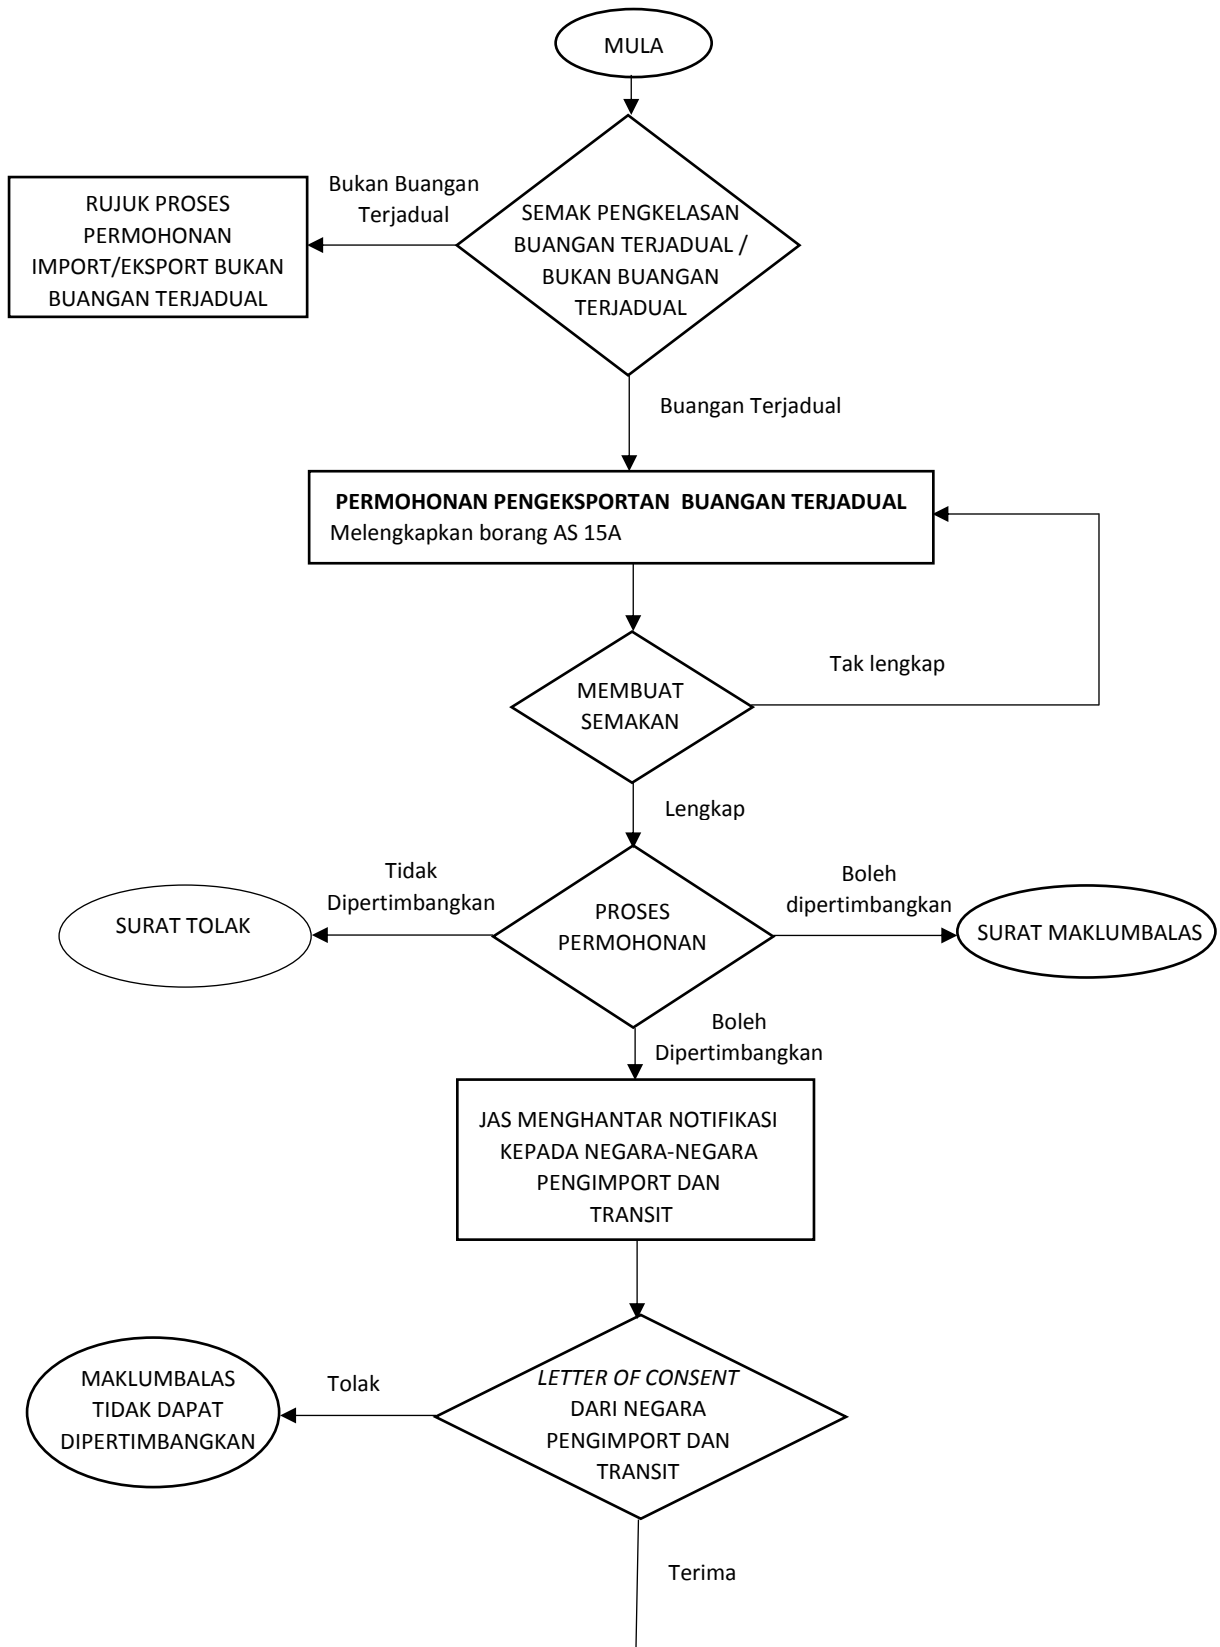 MULA
Bukan Buangan
Terjadual
RUJUK PROSES
PERMOHONAN
IMPORT/EKSPORT BUKAN
BUANGAN TERJADUAL
SEMAK PENGKELASAN
BUANGAN TERJADUAL /
BUKAN BUANGAN
TERJADUAL
Buangan Terjadual
PERMOHONAN PENGEKSPORTAN BUANGAN TERJADUAL
Melengkapkan borang AS 15A
MEMBUAT
SEMAKAN
Tak lengkap
Lengkap
Tidak
Dipertimbangkan
Boleh
dipertimbangkan
SURAT TOLAK
PROSES
PERMOHONAN
SURAT MAKLUMBALAS
Boleh
Dipertimbangkan
JAS MENGHANTAR NOTIFIKASI
KEPADA NEGARA-NEGARA
PENGIMPORT DAN
TRANSIT
MAKLUMBALAS
TIDAK DAPAT
DIPERTIMBANGKAN
Tolak
LETTER OF CONSENT
DARI NEGARA
PENGIMPORT DAN
TRANSIT
Terima